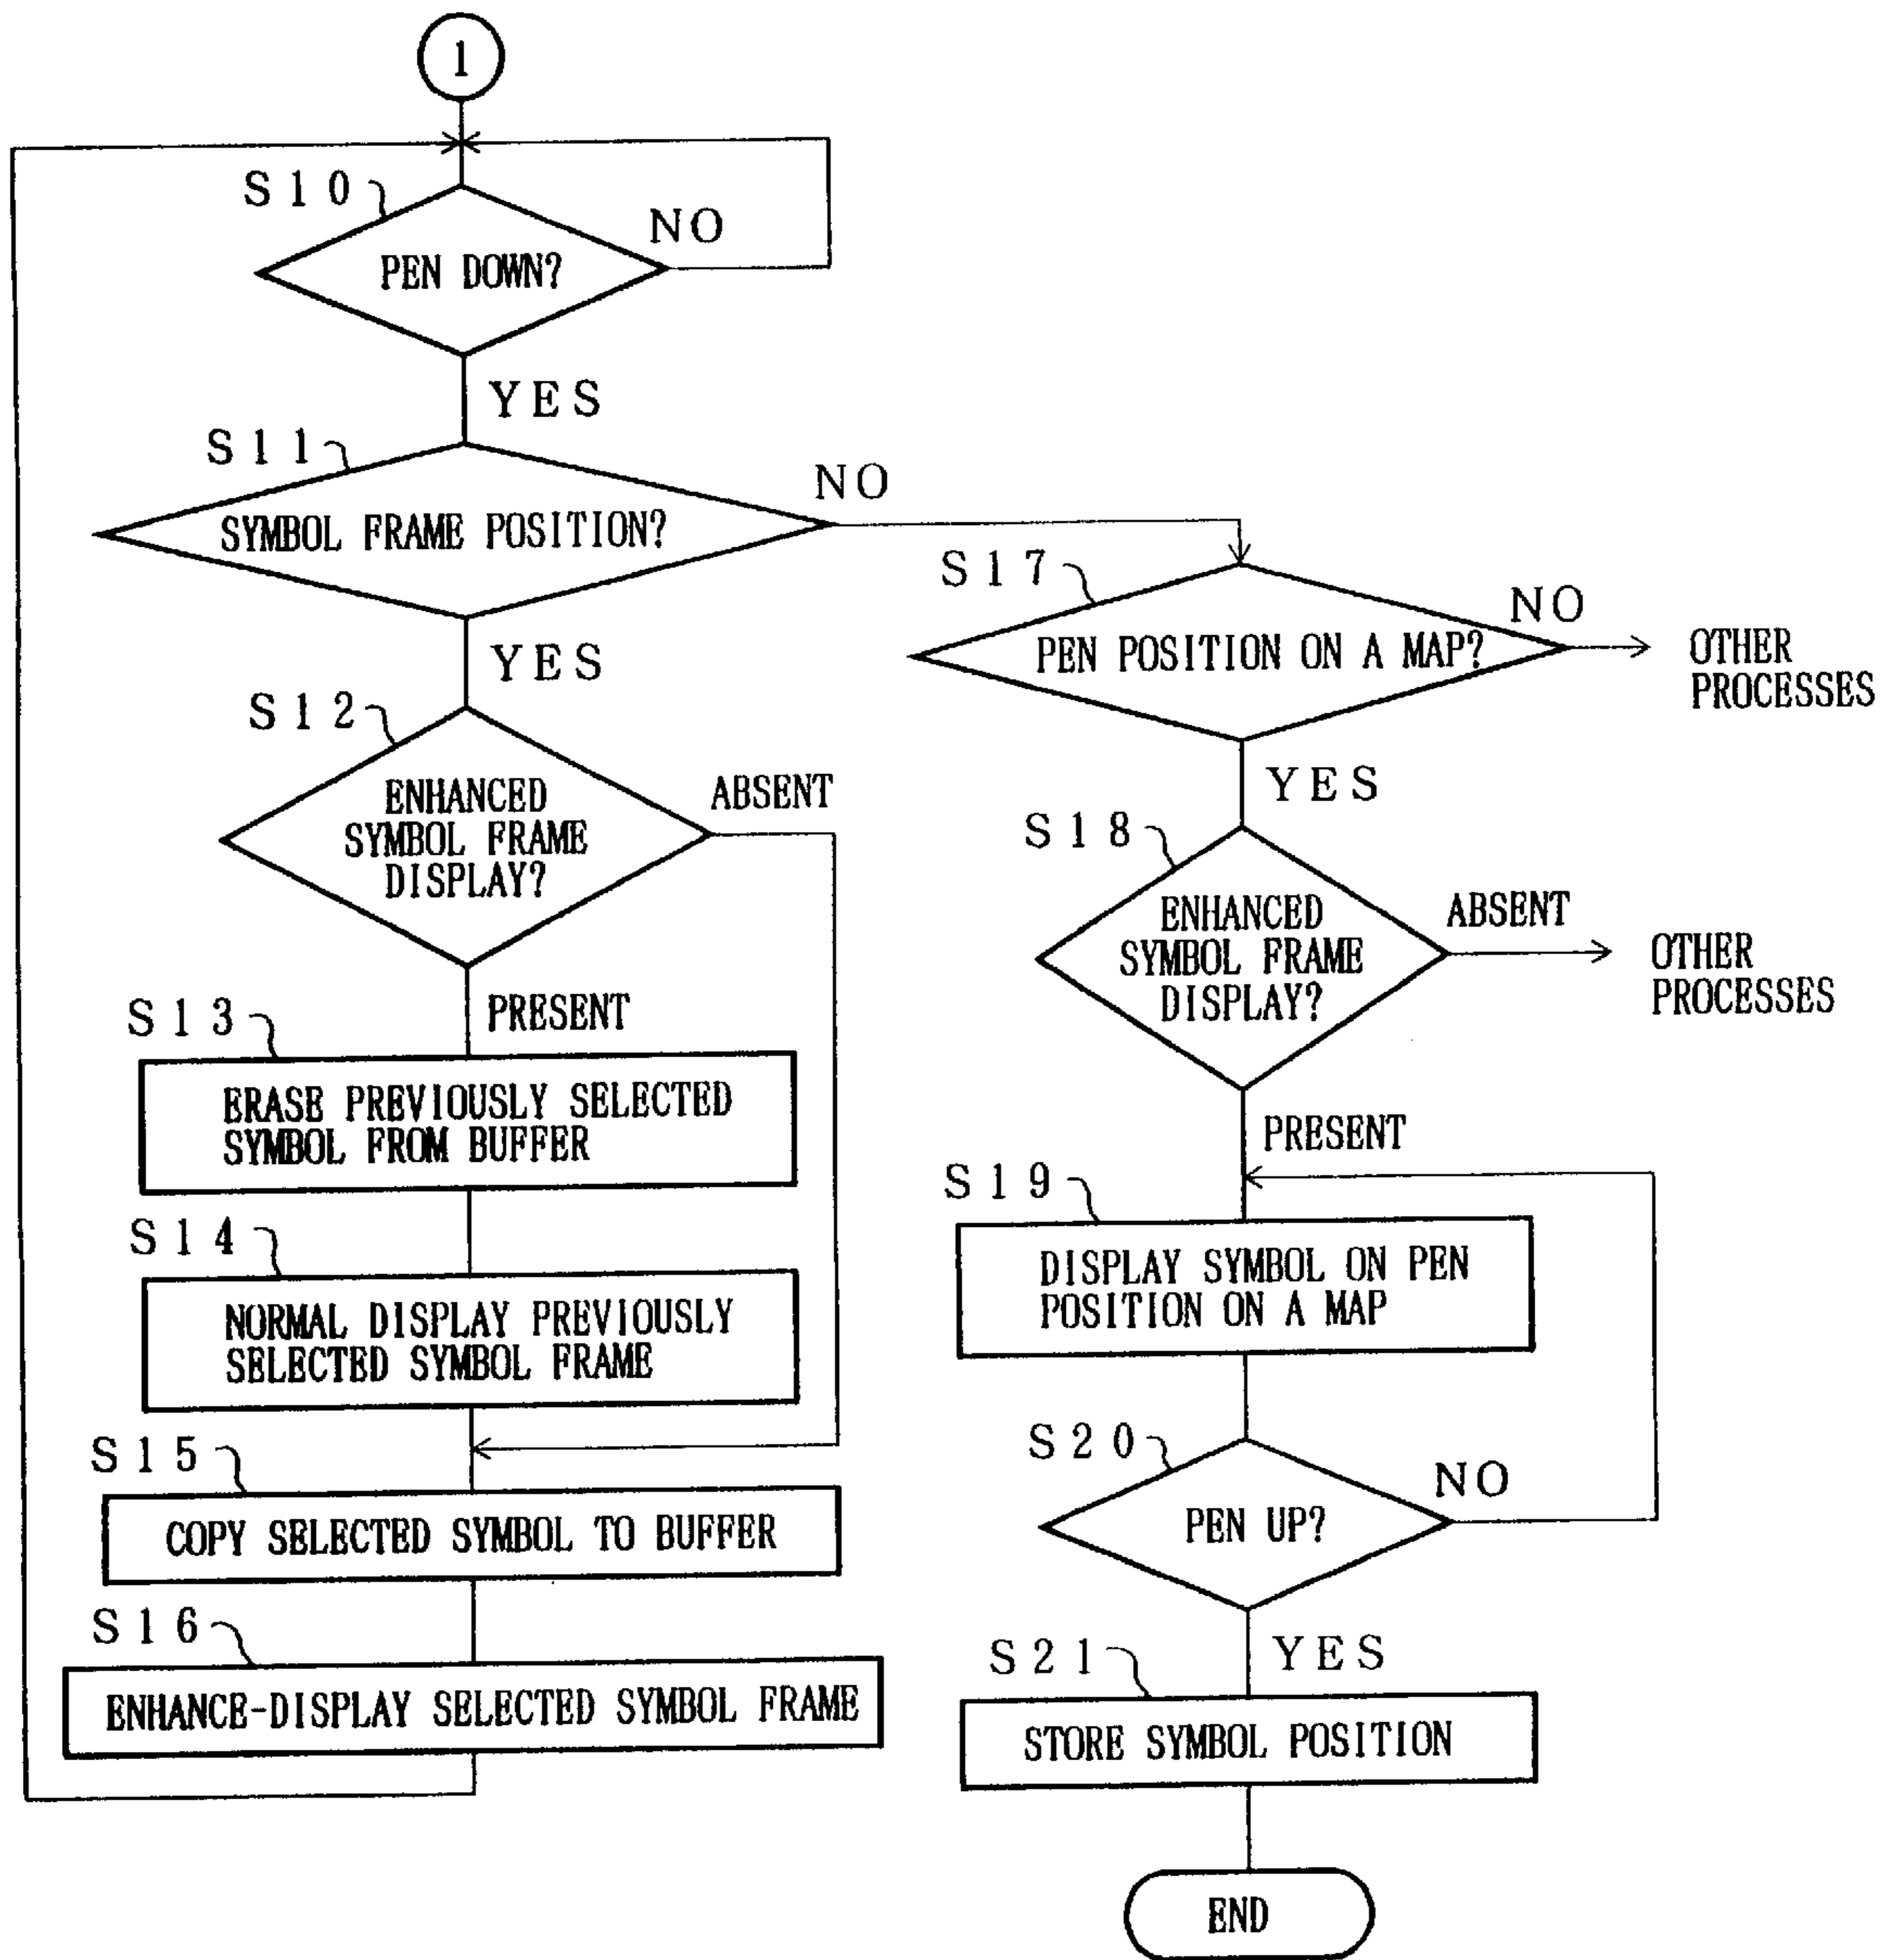 1
S10
NO
PEN DOWN?
YES
S11
NO
SYMBOL FRAME POSITION?
YES
S12
ENHANCED
SYMBOL FRAME
DISPLAY?
ABSENT
PRESENT
S13
ERASE PREVIOUSLY SELECTED
SYMBOL FROM BUFFER
S14
NORMAL DISPLAY PREVIOUSLY
SELECTED SYMBOL FRAME
S15
COPY SELECTED SYMBOL TO BUFFER
S16
ENHANCE-DISPLAY SELECTED SYMBOL FRAME
S17
NO
PEN POSITION ON A MAP?
OTHER
PROCESSES
YES
S18
ENHANCED
SYMBOL FRAME
DISPLAY?
ABSENT
OTHER
PROCESSES
PRESENT
S19
DISPLAY SYMBOL ON PEN
POSITION ON A MAP
S20
NO
PEN UP?
YES
S21
STORE SYMBOL POSITION
END